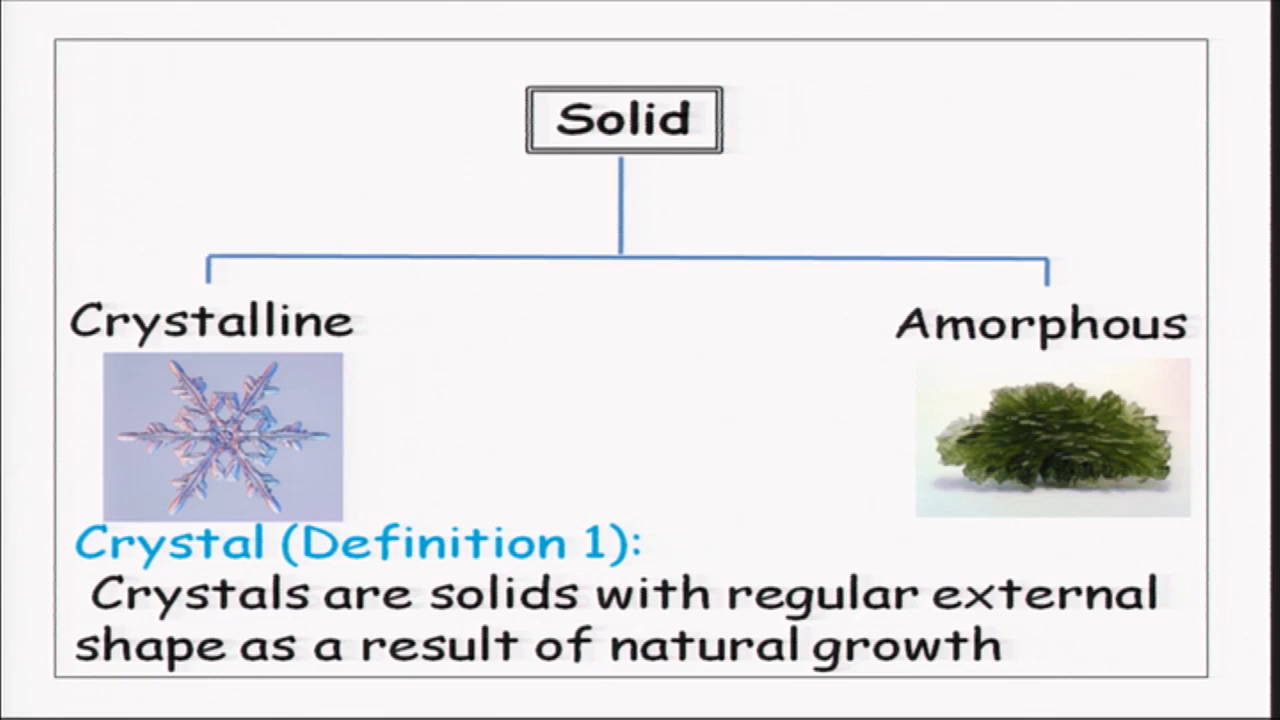 Solid
Crystalline
Amorphous
Crystal (Definition 1):
Crystals are solids with regular external
shape as a result of natural growth